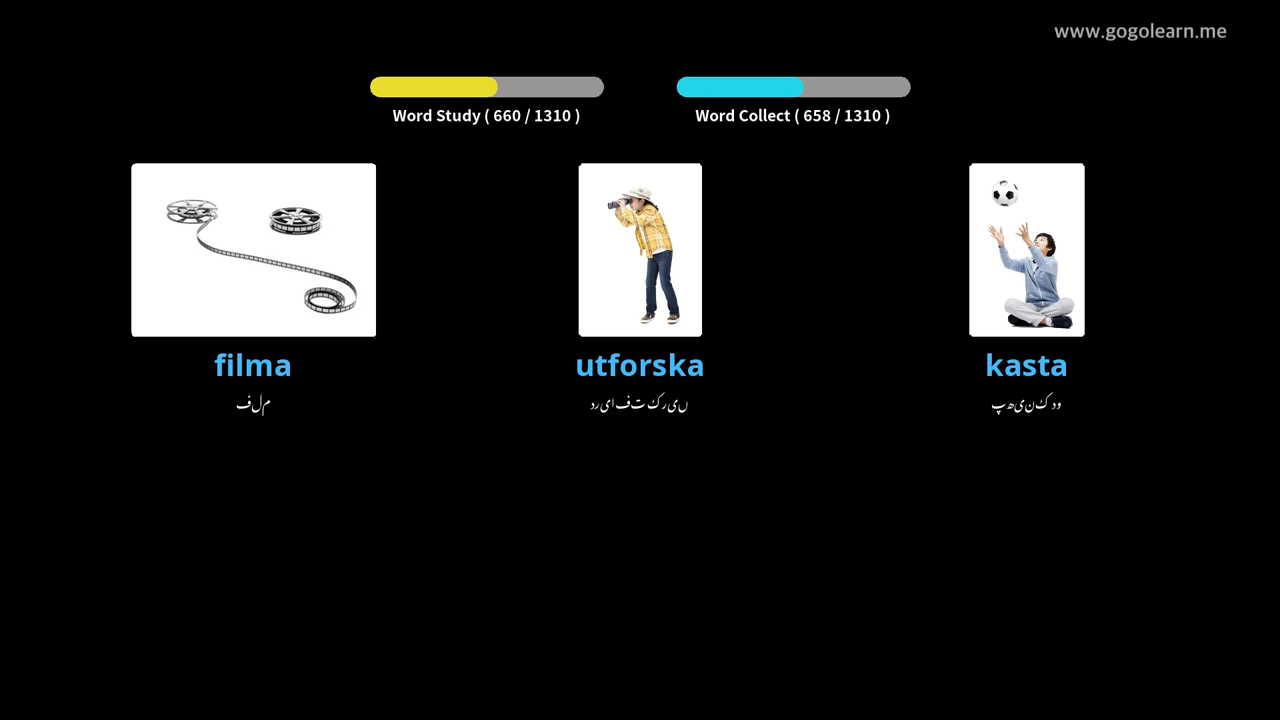 www.gogolearn.me
Word Study ( 660 / 1310 )
Word Collect ( 658 / 1310 )
filma
فلم
utforska
دریافت کریں
kasta
پھینک دو